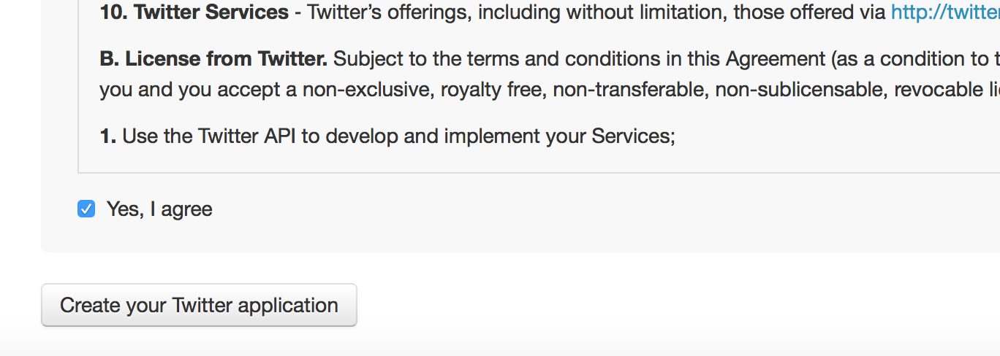 10. Twitter Services - Twitter’s offerings, including without limitation, those offered via http://twitter
B. License from Twitter. Subject to the terms and conditions in this Agreement (as a condition to
you and you accept a non-exclusive, royalty free, non-transferable, non-sublicensable, revocable
1. Use the Twitter API to develop and implement your Services;
Yes, I agree
Create your Twitter application